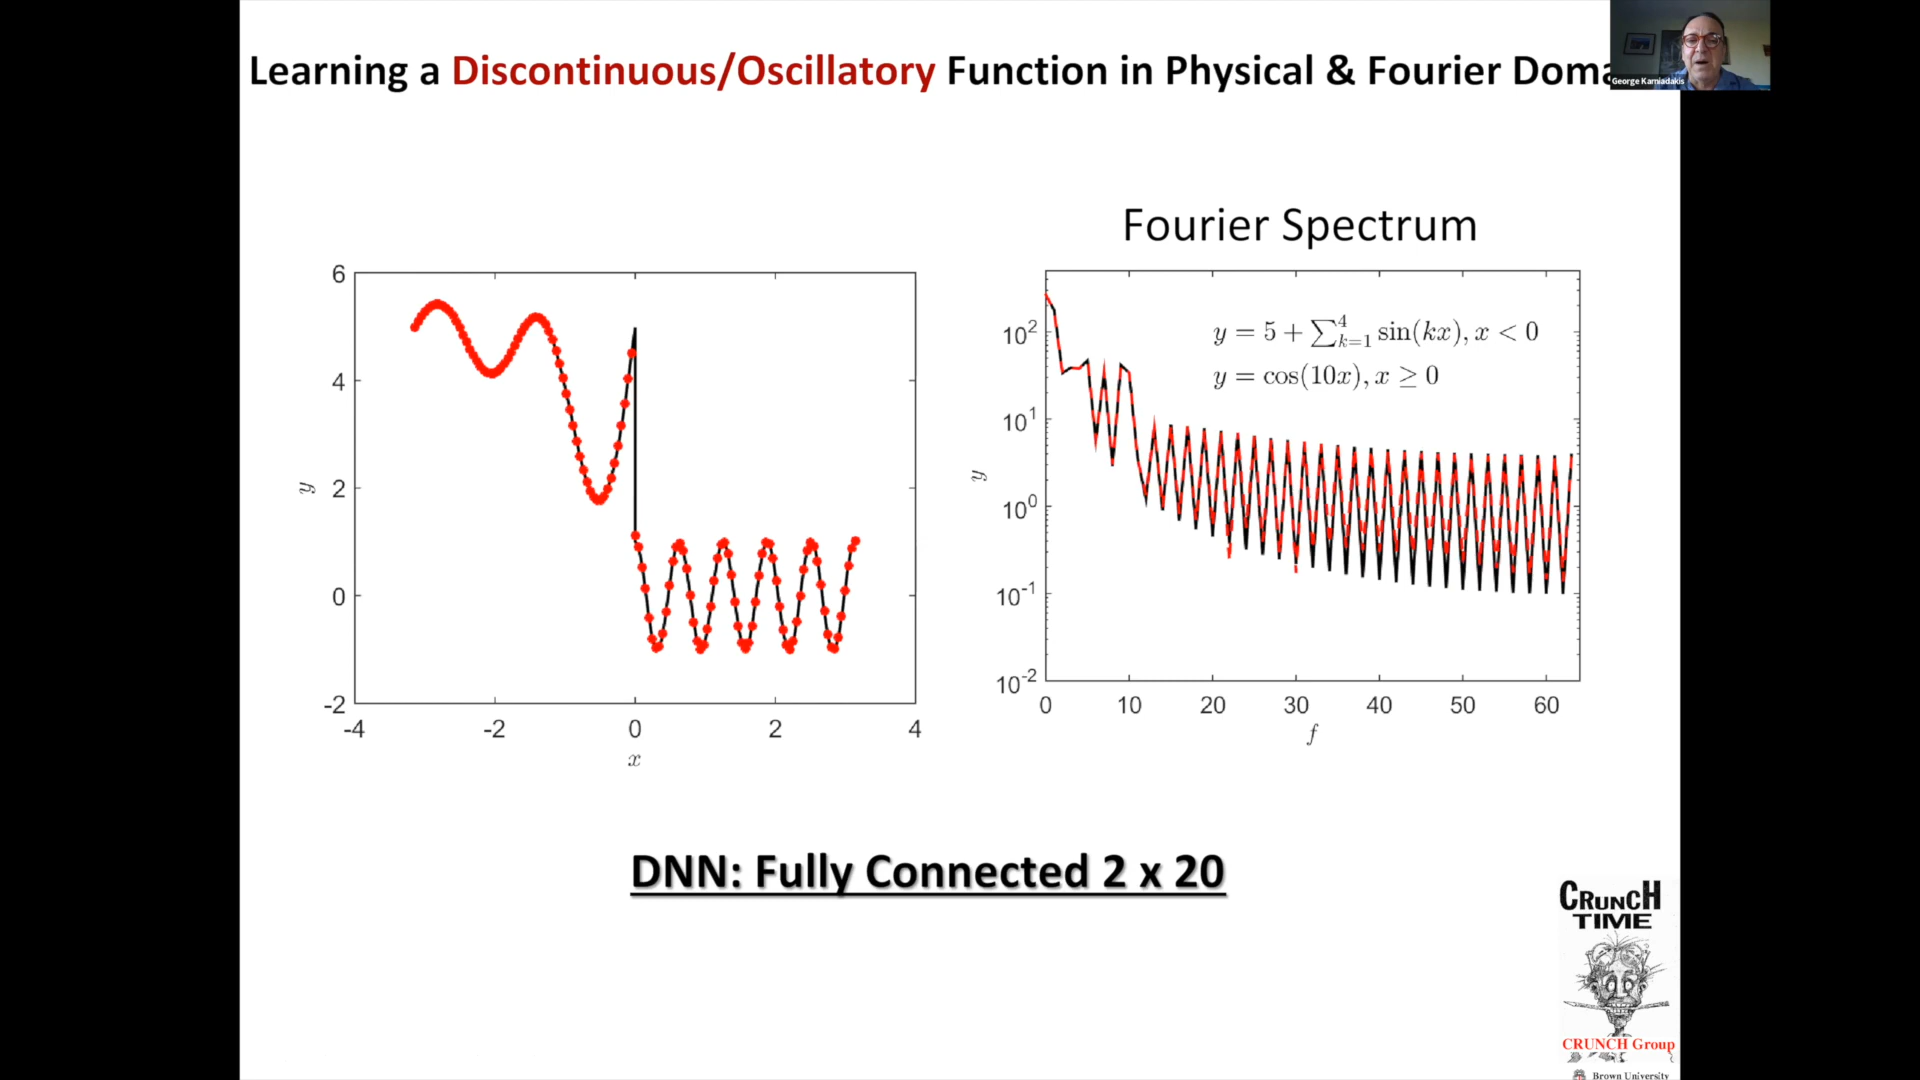 Learning a Discontinuous/Oscillatory Function in Physical & Fourier Doma
George Karniadakis
Fourier Spectrum
6
4
2
0
-2
y
-4
-2
0
2
4
x
10^2
10^1
10^0
10^-1
10^-2
y
y = 5 + ∑_{k=1}^{4} sin(kx), x < 0
y = cos(10x), x ≥ 0
0
10
20
30
40
50
60
f
DNN: Fully Connected 2 x 20
CRUNCH
TIME
CRUNCH Group
Brown University